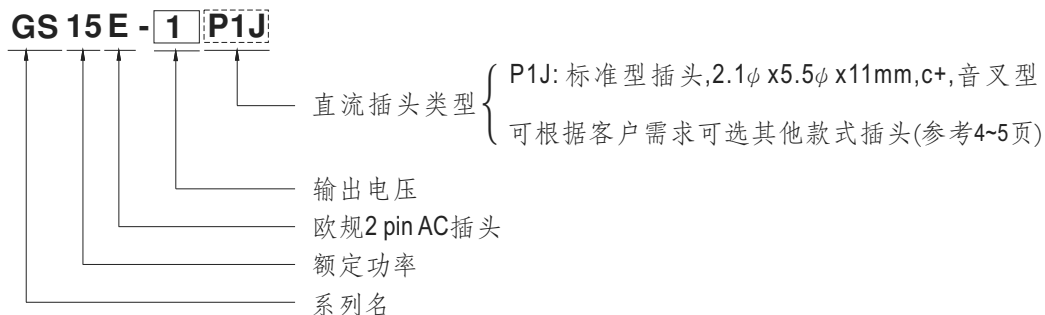 GS 15 E - 1 P1J
P1J: 标准型插头,2.1φ x5.5φ x11mm,c+,音叉型
直流插头类型
可根据客户需求可选其他款式插头(参考4~5页)
输出电压
欧规2 pin AC插头
额定功率
系列名